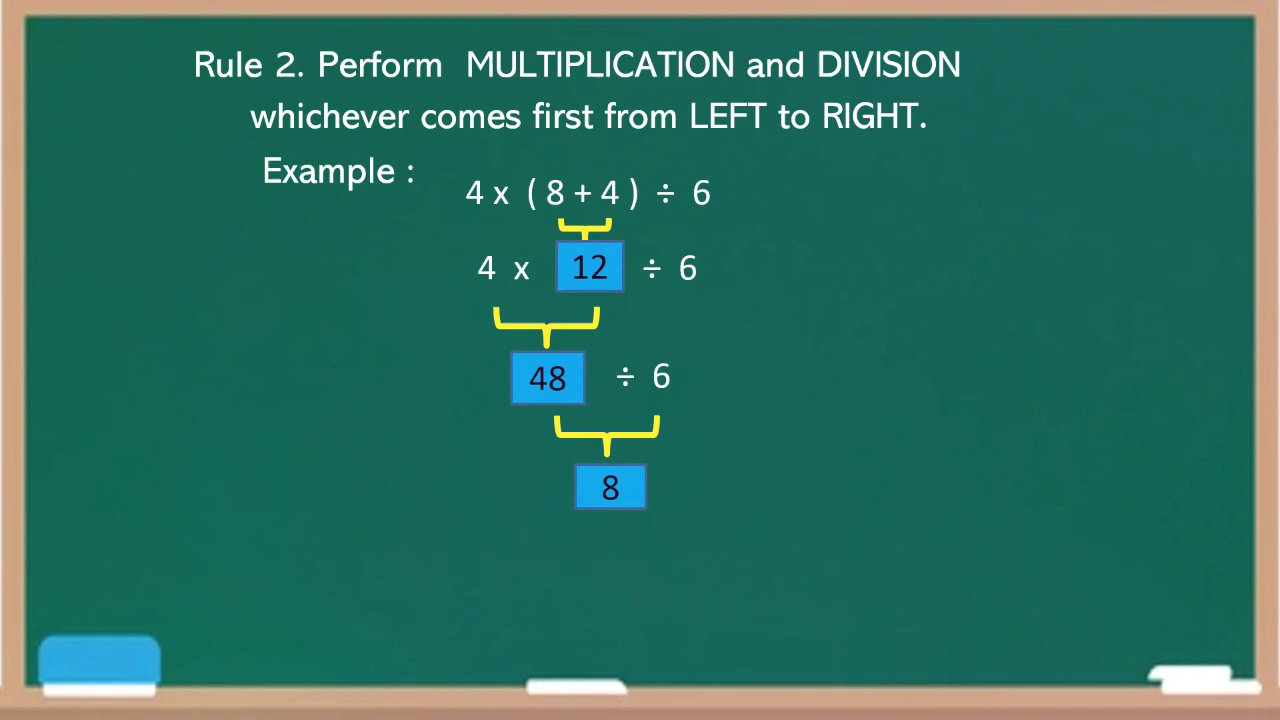 Rule 2. Perform MULTIPLICATION and DIVISION
whichever comes first from LEFT to RIGHT.
Example :
4 x ( 8 + 4 ) ÷ 6
4 x 12 ÷ 6
48 ÷ 6
8